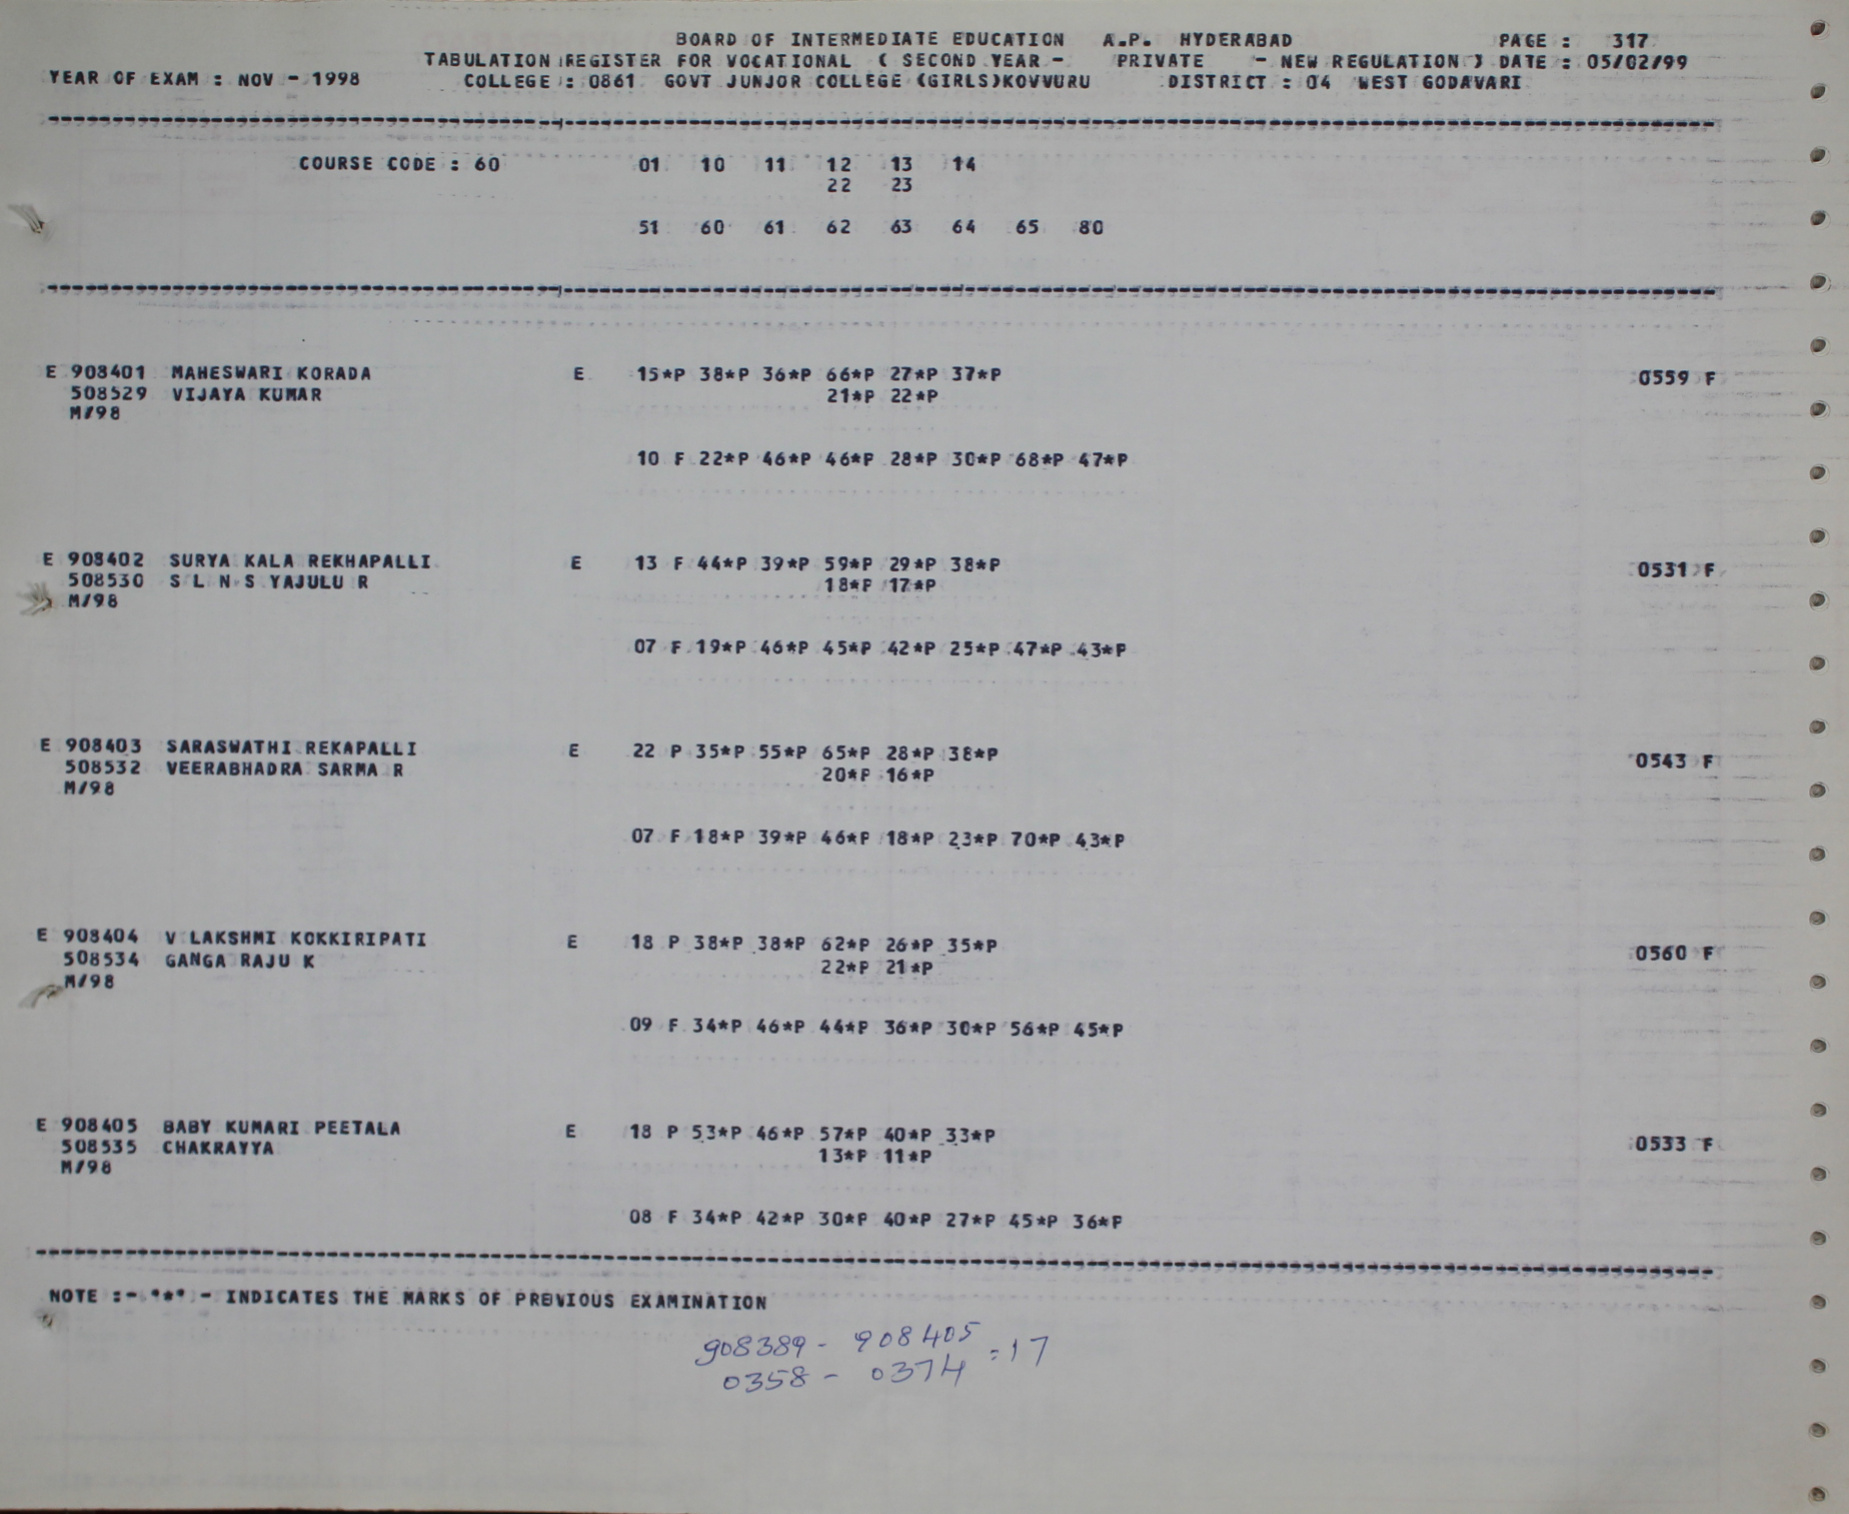 BOARD OF INTERMEDIATE EDUCATION A.P. HYDERABAD PAGE : 317
TABULATION REGISTER FOR VOCATIONAL ( SECOND YEAR - PRIVATE - NEW REGULATION ) DATE : 05/02/99
YEAR OF EXAM : NOV - 1998 COLLEGE : 0861 GOVT JUNJOR COLLEGE (GIRLS)KOVVURU DISTRICT : 04 WEST GODAVARI
COURSE CODE : 60 01 10 11 12 13 14
22 23
51 60 61 62 63 64 65 80
E 908401 MAHESWARI KORADA E 15*P 38*P 36*P 66*P 27*P 37*P 0559 F
508529 VIJAYA KUMAR 21*P 22*P
M/98
10 F 22*P 46*P 46*P 28*P 30*P 68*P 47*P
E 908402 SURYA KALA REKHAPALLI E 13 F 44*P 39*P 59*P 29*P 38*P 0531 F
508530 S L N S YAJULU R 18*P 17*P
M/98
07 F 19*P 46*P 45*P 42*P 25*P 47*P 43*P
E 908403 SARASWATHI REKAPALLI E 22 P 35*P 55*P 65*P 28*P 38*P 0543 F
508532 VEERABHADRA SARMA R 20*P 16*P
M/98
07 F 18*P 39*P 46*P 18*P 23*P 70*P 43*P
E 908404 V LAKSHMI KOKKIRIPATI E 18 P 38*P 38*P 62*P 26*P 35*P 0560 F
508534 GANGA RAJU K 22*P 21*P
M/98
09 F 34*P 46*P 44*P 36*P 30*P 56*P 45*P
E 908405 BABY KUMARI PEETALA E 18 P 53*P 46*P 57*P 40*P 33*P 0533 F
508535 CHAKRAYYA 13*P 11*P
M/98
08 F 34*P 42*P 30*P 40*P 27*P 45*P 36*P
NOTE :- "*" - INDICATES THE MARKS OF PREVIOUS EXAMINATION
908389 - 908405 = 17
0358 - 0374